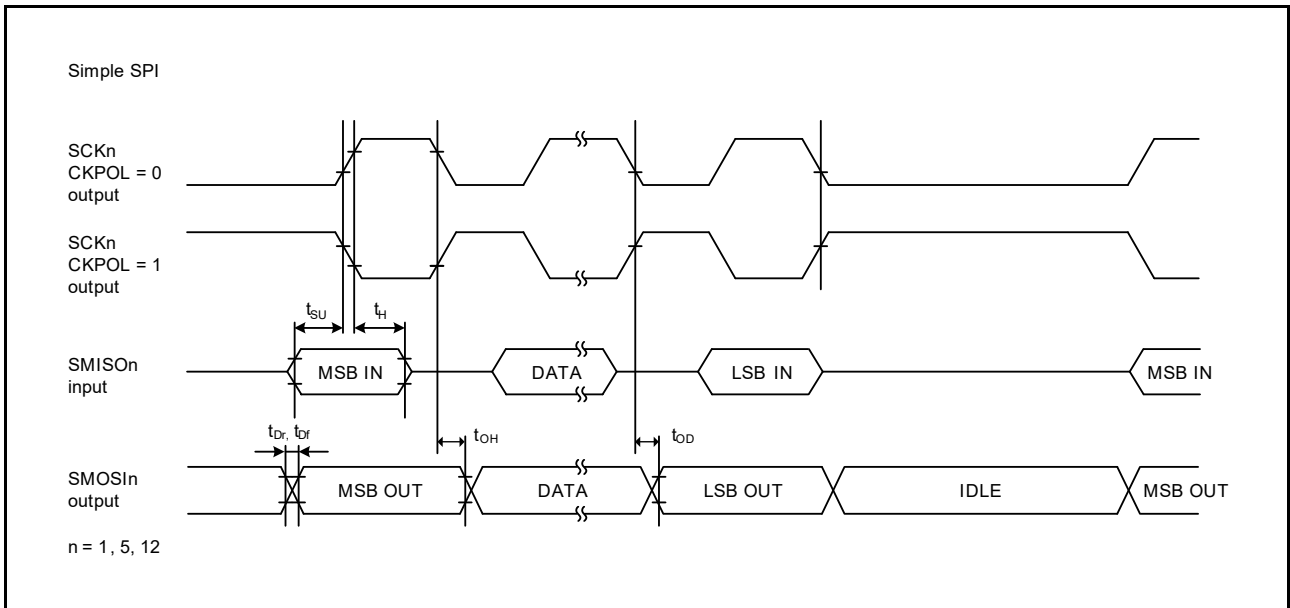 Simple SPI
SCKn
CKPOL = 0
output
SCKn
CKPOL = 1
output
tSU
tH
SMISOn
input
MSB IN
DATA
LSB IN
MSB IN
tDr, tDf
tOH
tOD
SMOSIn
output
MSB OUT
DATA
LSB OUT
IDLE
MSB OUT
n = 1, 5, 12